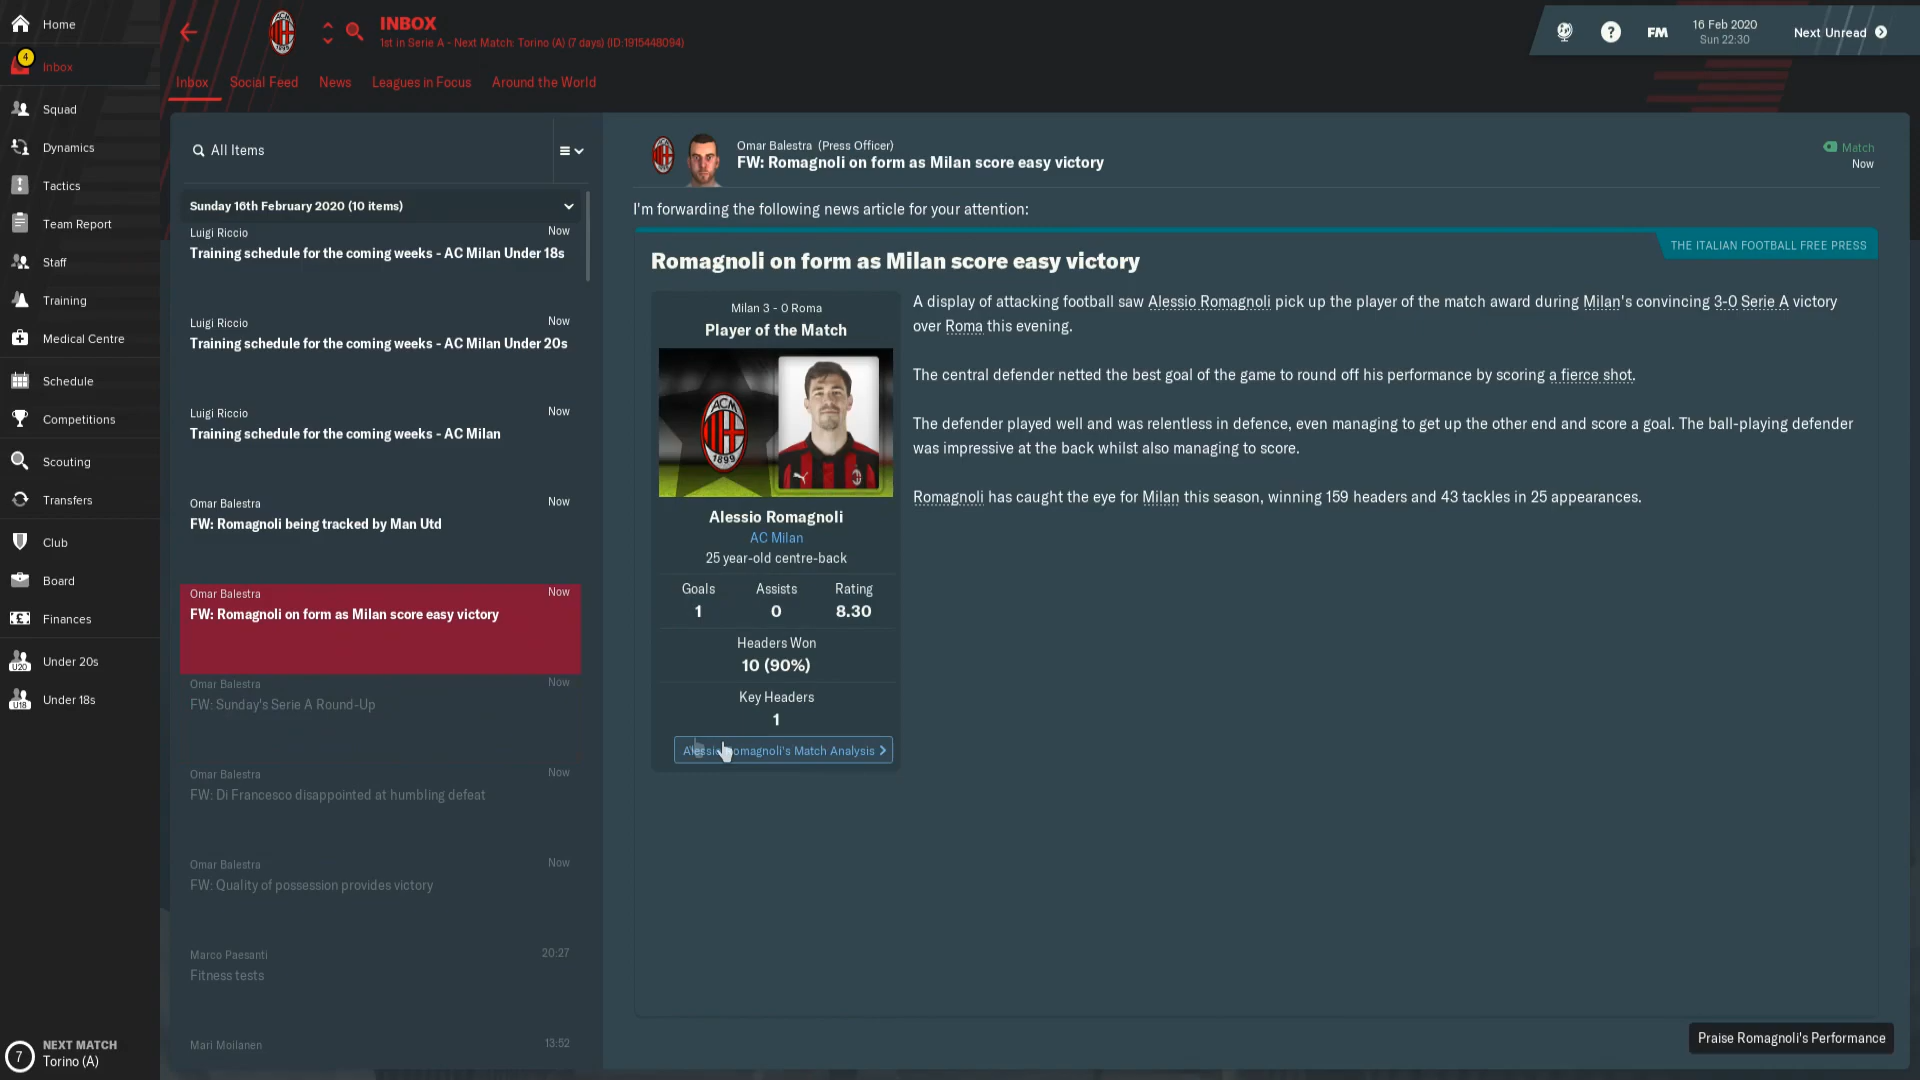 Home
4
Inbox
Squad
Dynamics
Tactics
Team Report
Staff
Training
Medical Centre
Schedule
Competitions
Scouting
Transfers
Club
Board
Finances
U20
Under 20s
U18
Under 18s
7
NEXT MATCH
Torino (A)
INBOX
1st in Serie A - Next Match: Torino (A) (7 days) (ID:1915448094)
FM
16 Feb 2020
Sun 22:30
Next Unread
Inbox Social Feed News Leagues in Focus Around the World
All Items
Sunday 16th February 2020 (10 items)
Luigi Riccio Now
Training schedule for the coming weeks - AC Milan Under 18s
Luigi Riccio Now
Training schedule for the coming weeks - AC Milan Under 20s
Luigi Riccio Now
Training schedule for the coming weeks - AC Milan
Omar Balestra Now
FW: Romagnoli being tracked by Man Utd
Omar Balestra Now
FW: Romagnoli on form as Milan score easy victory
Omar Balestra Now
FW: Sunday's Serie A Round-Up
Omar Balestra Now
FW: Di Francesco disappointed at humbling defeat
Omar Balestra Now
FW: Quality of possession provides victory
Marco Paesanti 20:27
Fitness tests
Mari Moilanen 13:52
Omar Balestra (Press Officer)
FW: Romagnoli on form as Milan score easy victory
Match
Now
I'm forwarding the following news article for your attention:
THE ITALIAN FOOTBALL FREE PRESS
Romagnoli on form as Milan score easy victory
Milan 3 - 0 Roma
Player of the Match
ACM
1899
Alessio Romagnoli
AC Milan
25 year-old centre-back
Goals Assists Rating
1 0 8.30
Headers Won
10 (90%)
Key Headers
1
Alessio Romagnoli's Match Analysis
A display of attacking football saw Alessio Romagnoli pick up the player of the match award during Milan's convincing 3-0 Serie A victory
over Roma this evening.
The central defender netted the best goal of the game to round off his performance by scoring a fierce shot.
The defender played well and was relentless in defence, even managing to get up the other end and score a goal. The ball-playing defender
was impressive at the back whilst also managing to score.
Romagnoli has caught the eye for Milan this season, winning 159 headers and 43 tackles in 25 appearances.
Praise Romagnoli's Performance